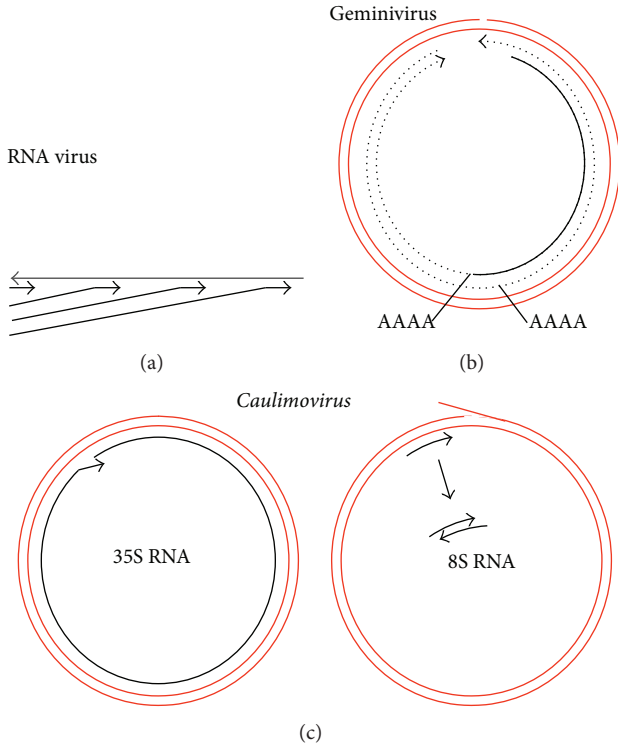 Geminivirus
RNA virus
AAAA
AAAA
(a)
(b)
Caulimovirus
35S RNA
8S RNA
(c)